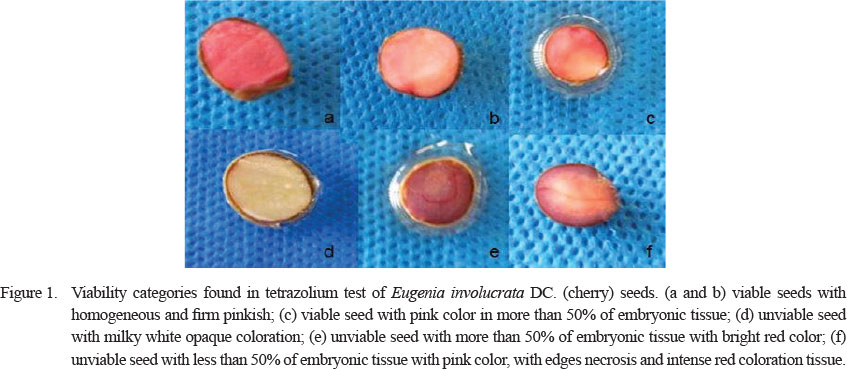 a
b
c
d
e
f
Figure 1. Viability categories found in tetrazolium test of Eugenia involucrata DC. (cherry) seeds. (a and b) viable seeds with
homogeneous and firm pinkish; (c) viable seed with pink color in more than 50% of embryonic tissue; (d) unviable seed
with milky white opaque coloration; (e) unviable seed with more than 50% of embryonic tissue with bright red color; (f)
unviable seed with less than 50% of embryonic tissue with pink color, with edges necrosis and intense red coloration tissue.